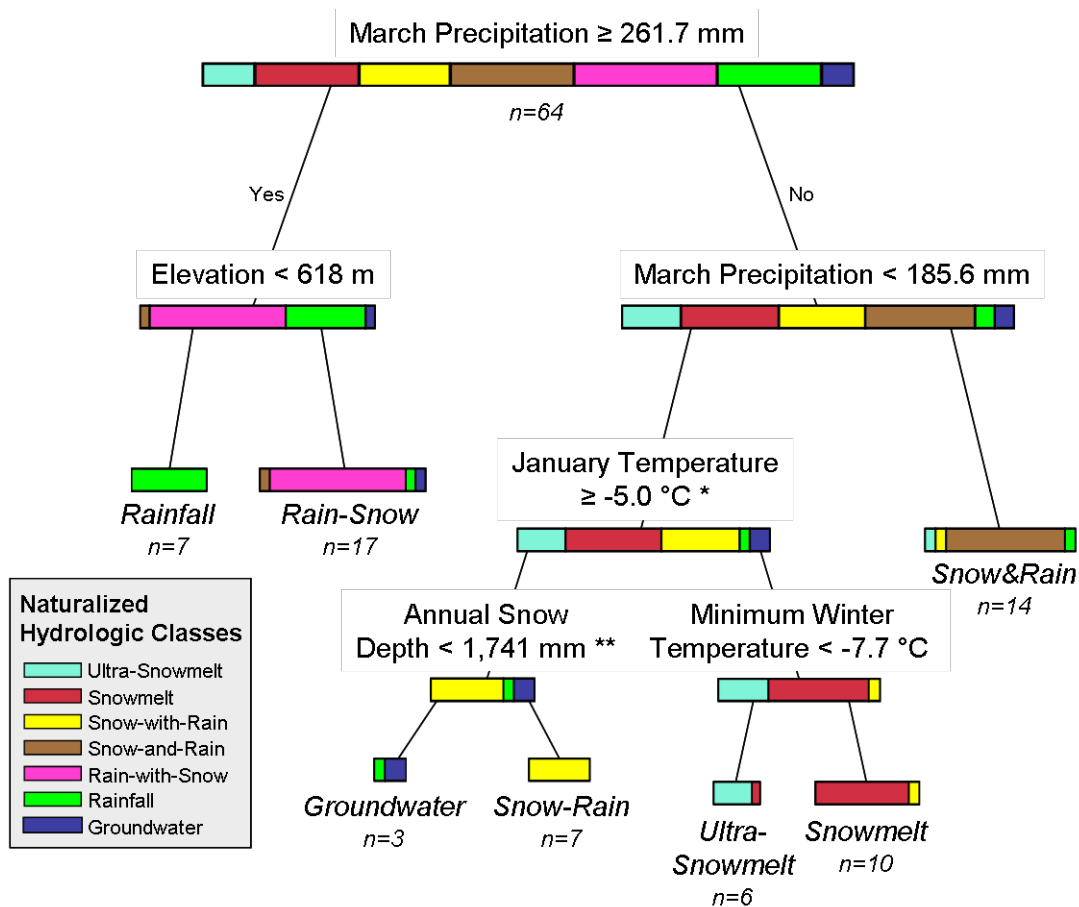 March Precipitation ≥ 261.7 mm
n=64
Yes
No
Elevation < 618 m
March Precipitation < 185.6 mm
Rainfall
n=7
Rain-Snow
n=17
January Temperature
≥ -5.0 °C *
Snow&Rain
n=14
Annual Snow
Depth < 1,741 mm **
Minimum Winter
Temperature < -7.7 °C
Groundwater
n=3
Snow-Rain
n=7
Ultra-
Snowmelt
n=6
Snowmelt
n=10
Naturalized
Hydrologic Classes
Ultra-Snowmelt
Snowmelt
Snow-with-Rain
Snow-and-Rain
Rain-with-Snow
Rainfall
Groundwater